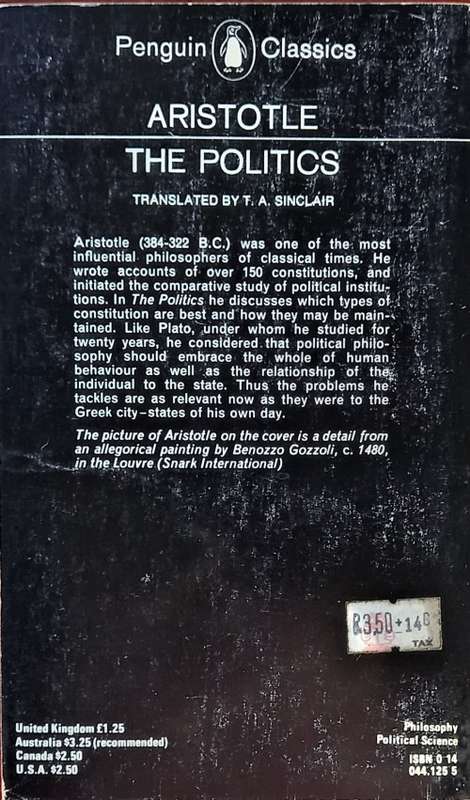 Penguin Classics
ARISTOTLE
THE POLITICS
TRANSLATED BY T. A. SINCLAIR
Aristotle (384-322 B.C.) was one of the most
influential philosophers of classical times. He
wrote accounts of over 150 constitutions, and
initiated the comparative study of political institu-
tions. In The Politics he discusses which types of
constitution are best and how they may be main-
tained. Like Plato, under whom he studied for
twenty years, he considered that political philo-
sophy should embrace the whole of human
behaviour as well as the relationship of the
individual to the state. Thus the problems he
tackles are as relevant now as they were to the
Greek city-states of his own day.
The picture of Aristotle on the cover is a detail from
an allegorical painting by Benozzo Gozzoli, c. 1480,
in the Louvre (Snark International)
R3,50 + 14
TAX
United Kingdom £1.25
Australia $3.25 (recommended)
Canada $2.50
U.S.A. $2.50
Philosophy
Political Science
ISBN 0 14
044.125 5